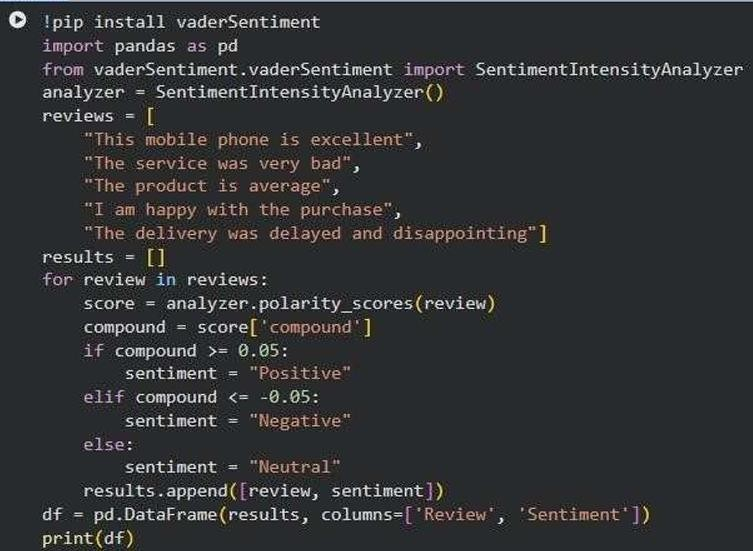 !pip install vaderSentiment
import pandas as pd
from vaderSentiment.vaderSentiment import SentimentIntensityAnalyzer
analyzer = SentimentIntensityAnalyzer()
reviews = [
    "This mobile phone is excellent",
    "The service was very bad",
    "The product is average",
    "I am happy with the purchase",
    "The delivery was delayed and disappointing"]
results = []
for review in reviews:
    score = analyzer.polarity_scores(review)
    compound = score['compound']
    if compound >= 0.05:
        sentiment = "Positive"
    elif compound <= -0.05:
        sentiment = "Negative"
    else:
        sentiment = "Neutral"
    results.append([review, sentiment])
df = pd.DataFrame(results, columns=['Review', 'Sentiment'])
print(df)